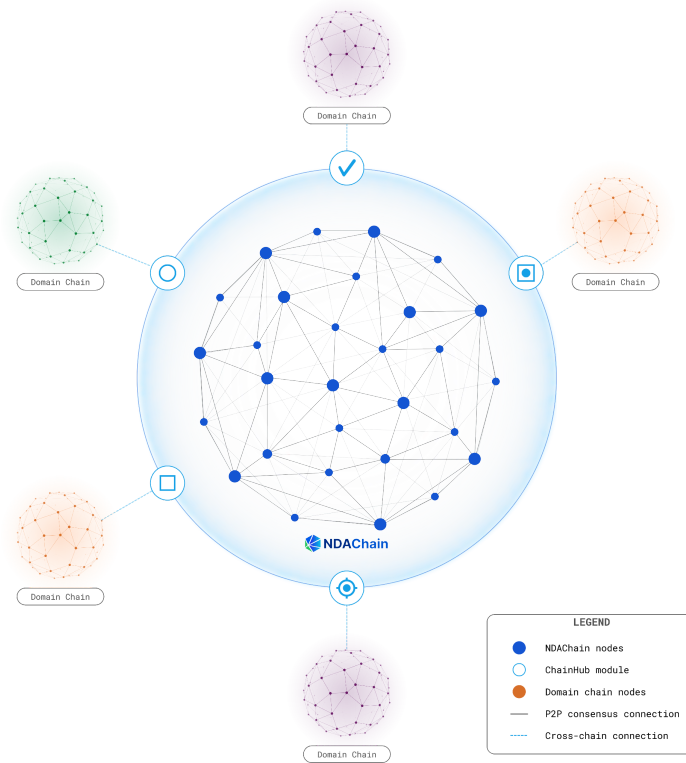 Domain Chain
Domain Chain
Domain Chain
NDAChain
Domain Chain
Domain Chain
LEGEND
NDAChain nodes
ChainHub module
Domain chain nodes
P2P consensus connection
Cross-chain connection